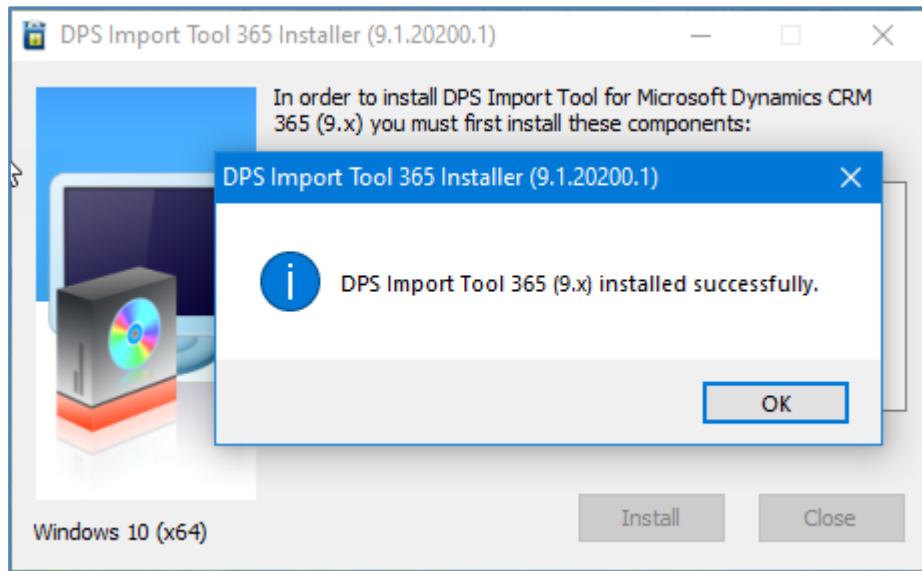 DPS Import Tool 365 Installer (9.1.20200.1)
In order to install DPS Import Tool for Microsoft Dynamics CRM
365 (9.x) you must first install these components:
DPS Import Tool 365 Installer (9.1.20200.1)
i
DPS Import Tool 365 (9.x) installed successfully.
OK
Install
Close
Windows 10 (x64)